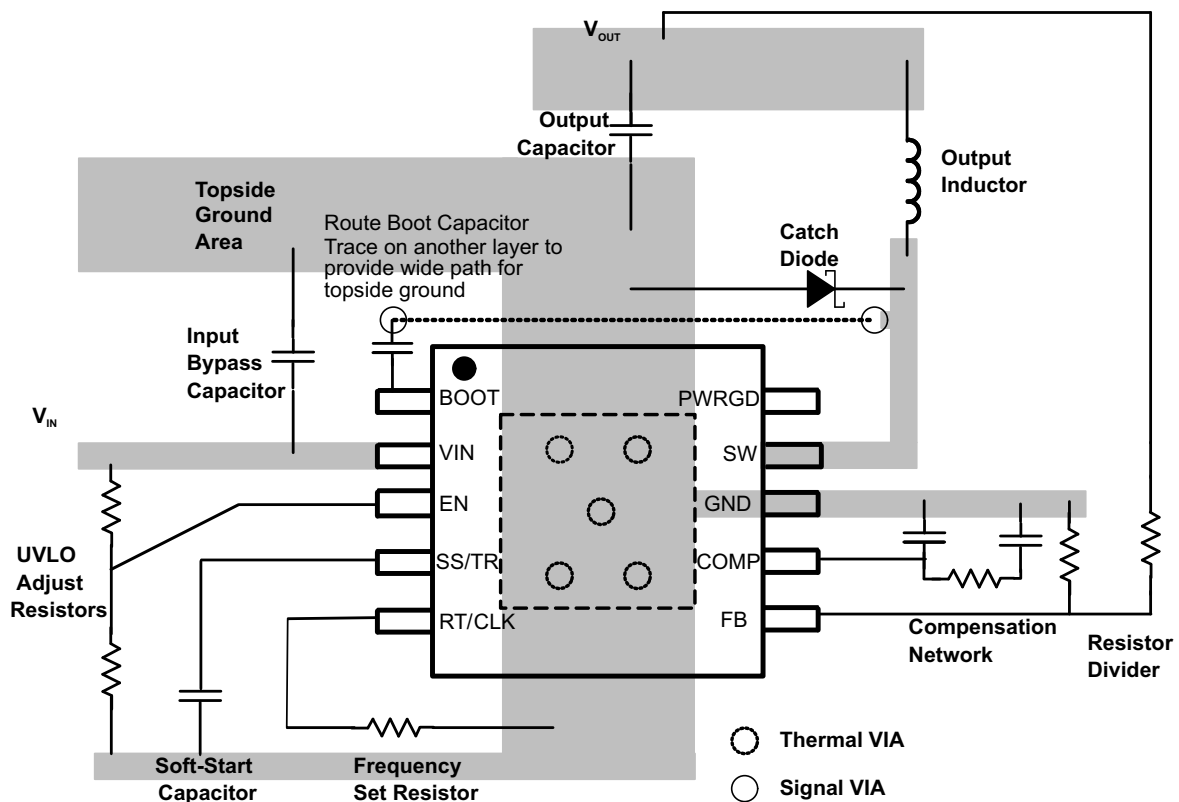 VOUT
Output
Capacitor
Output
Inductor
Topside
Ground
Area
Route Boot Capacitor
Trace on another layer to
provide wide path for
topside ground
Catch
Diode
Input
Bypass
Capacitor
VIN
BOOT
VIN
EN
SS/TR
RT/CLK
PWRGD
SW
GND
COMP
FB
UVLO
Adjust
Resistors
Compensation
Network
Resistor
Divider
Soft-Start
Capacitor
Frequency
Set Resistor
Thermal VIA
Signal VIA